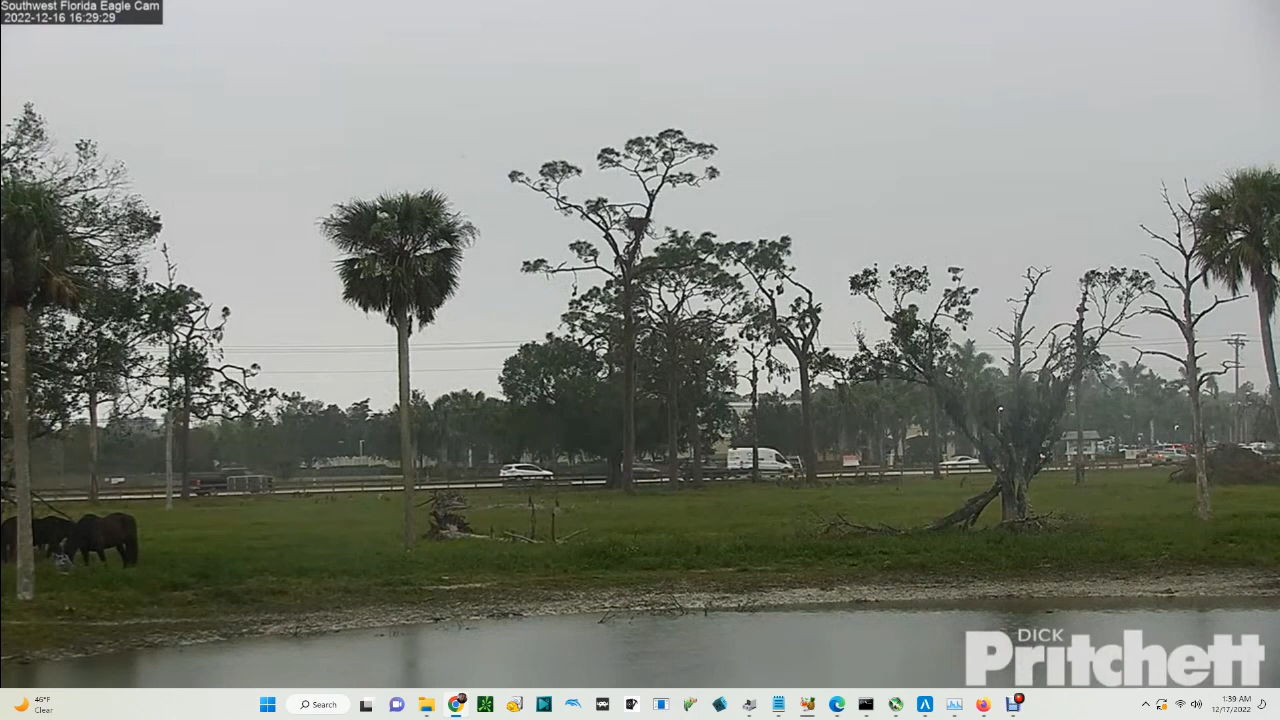 Southwest Florida Eagle Cam
2022-12-16 16:29:29
DICK
Pritchett
46°F
Clear
Search
1:39 AM
12/17/2022